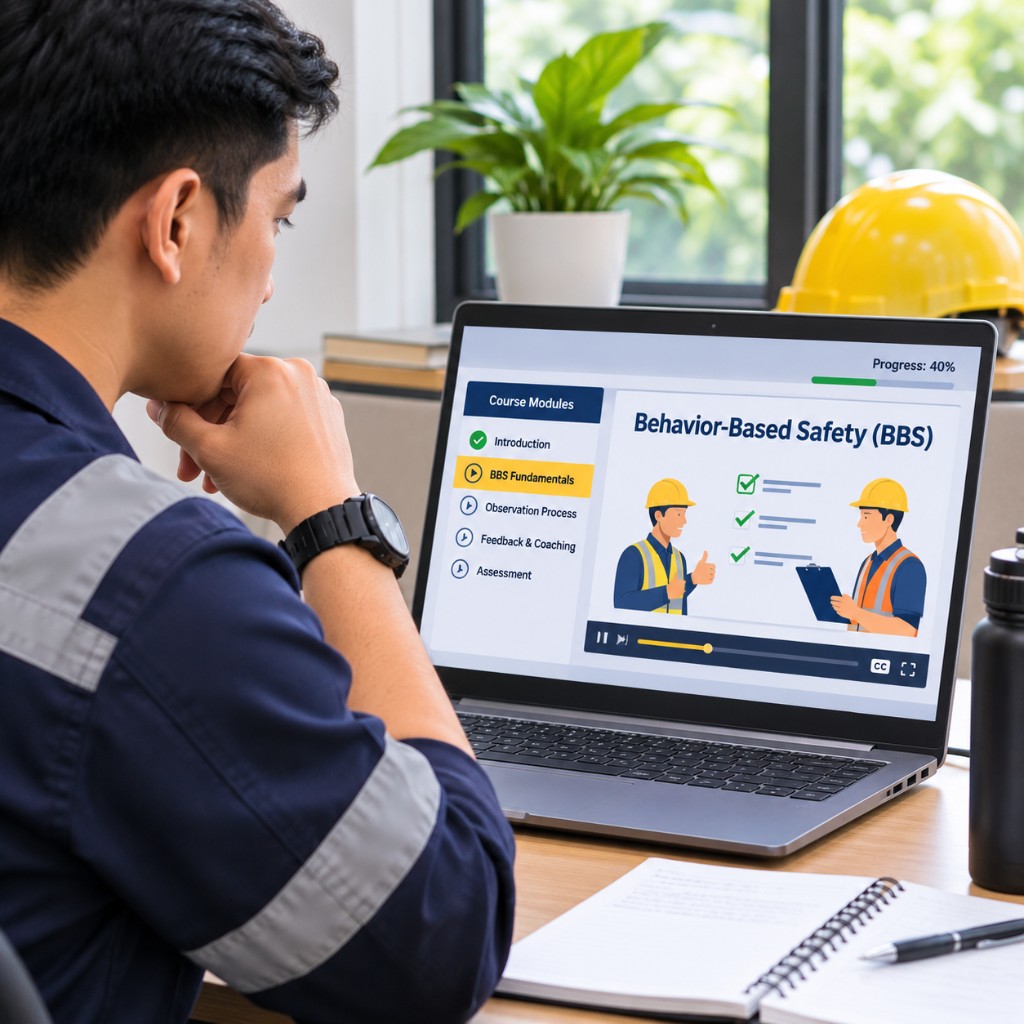 Progress: 40%
Course Modules
Introduction
BBS Fundamentals
Observation Process
Feedback & Coaching
Assessment
Behavior-Based Safety (BBS)
CC